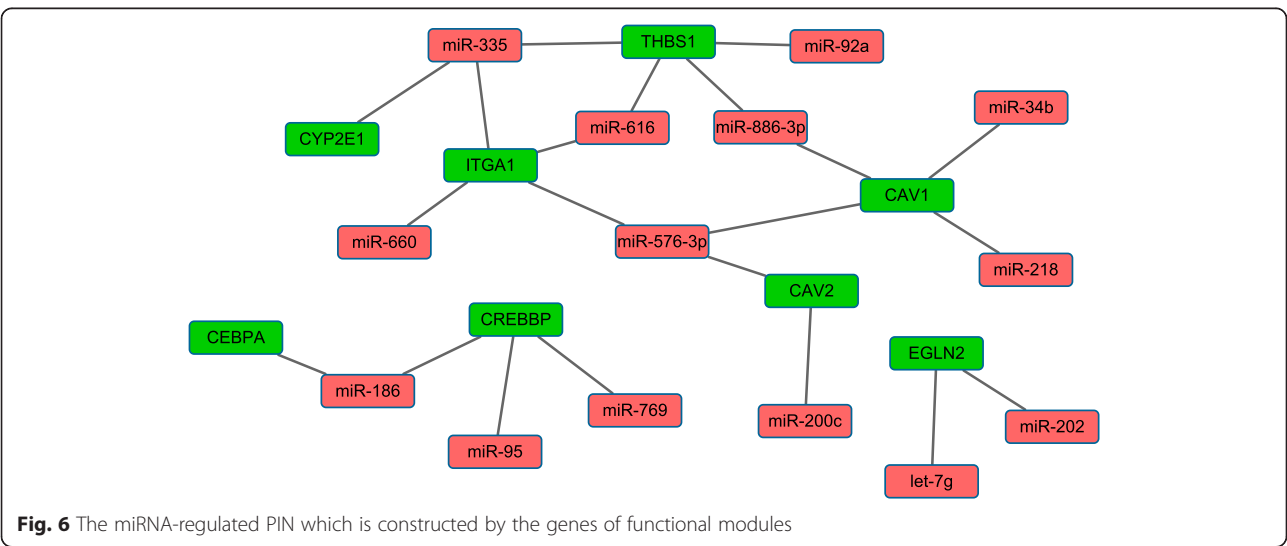 miR-335
THBS1
miR-92a
miR-34b
miR-616
miR-886-3p
CYP2E1
ITGA1
CAV1
miR-660
miR-576-3p
miR-218
CAV2
CREBBP
CEBPA
EGLN2
miR-186
miR-769
miR-200c
miR-202
miR-95
let-7g
Fig. 6 The miRNA-regulated PIN which is constructed by the genes of functional modules